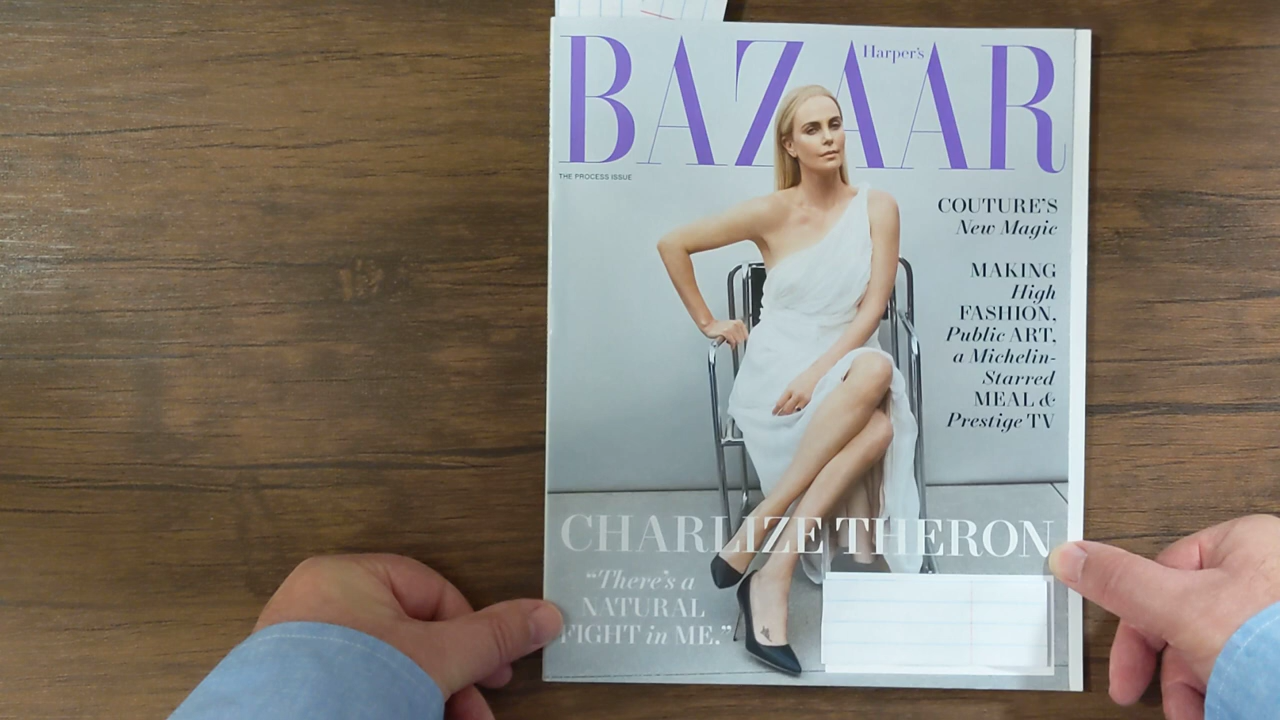 Harper's
BAZAAR
THE PROCESS ISSUE
COUTURE'S
New Magic
MAKING
High
FASHION,
Public ART,
a Michelin-
Starred
MEAL &
Prestige TV
CHARLIZE THERON
"There's a
NATURAL
FIGHT in ME."